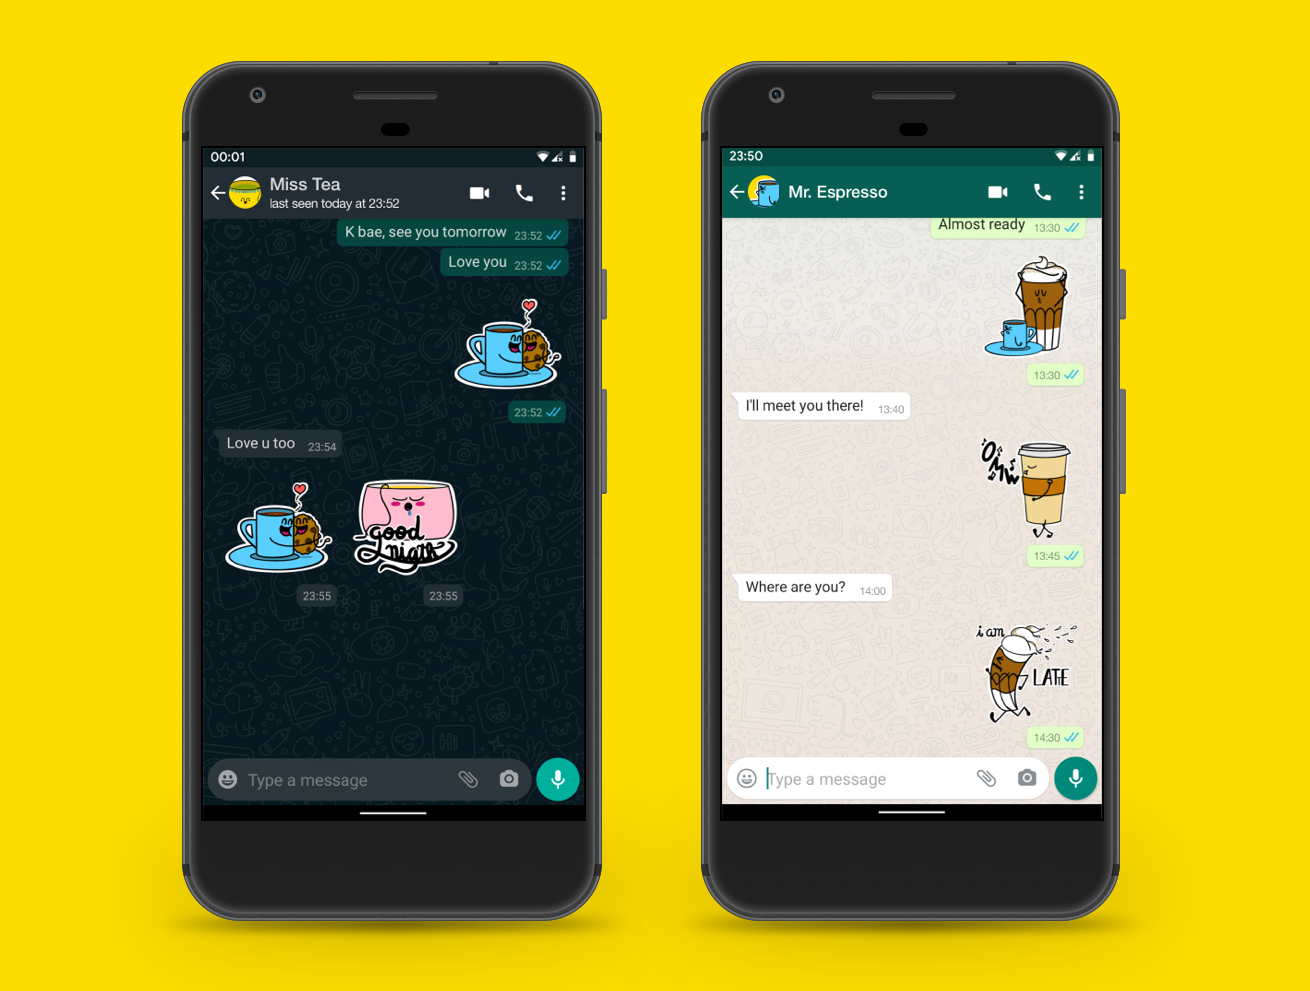 00:01
Miss Tea
last seen today at 23:52
K bae, see you tomorrow 23:52
Love you 23:52
23:52
Love u too 23:54
good
night
23:55 23:55
Hi
Type a message
23:50
Mr. Espresso
Almost ready 13:30
13:30
I'll meet you there! 13:40
OMW
13:45
Where are you? 14:00
i am
LATE
14:30
Type a message